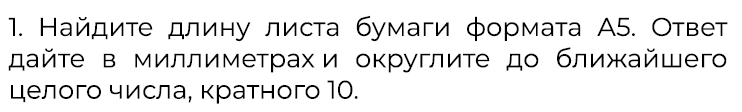 1. Найдите длину листа бумаги формата А5. Ответ
дайте в миллиметрах и округлите до ближайшего
целого числа, кратного 10.